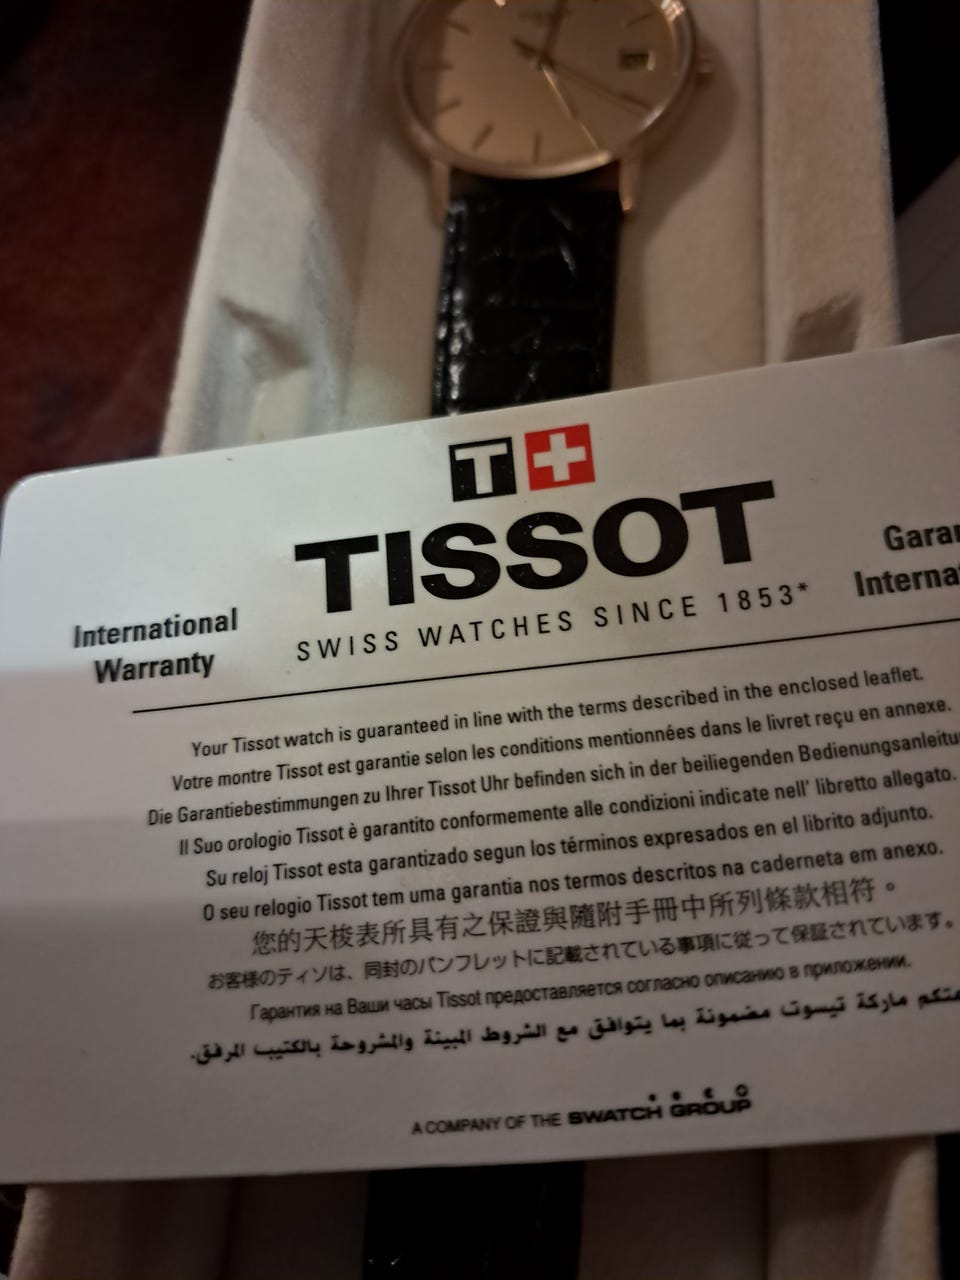 T
TISSOT
SWISS WATCHES SINCE 1853*
International
Warranty
Your Tissot watch is guaranteed in line with the terms described in the enclosed leaflet.
Votre montre Tissot est garantie selon les conditions mentionnées dans le livret reçu en annexe.
Die Garantiebestimmungen zu Ihrer Tissot Uhr befinden sich in der beiliegenden
Il Suo orologio Tissot è garantito conformemente alle condizioni indicate nell' libretto allegato.
Su reloj Tissot esta garantizado segun los términos expresados en el librito adjunto.
O seu relogio Tissot tem uma garantia nos termos descritos na caderneta em anexo.
您的天梭表所具有之保證與隨附手冊中所列條款相符。
お客様のティソは、同封のパンフレットに記載されている事項に従って保証されています。
Гарантия на Ваши часы Tissot предоставляется согласно описанию в приложении.
ماركة تيسوت مضمونة بما يتوافق مع الشروط المبينة والمشروحة بالكتيب المرفق.
A COMPANY OF THE SWATCH GROUP